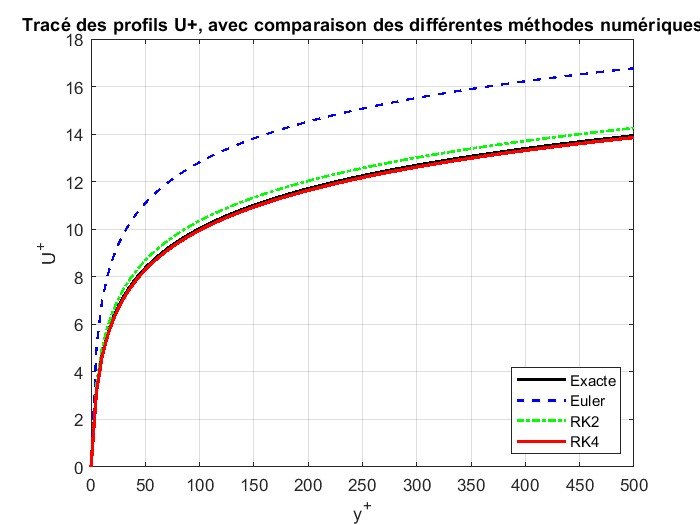 Tracé des profils U+, avec comparaison des différentes méthodes numériques
18
16
14
12
10
8
6
4
2
0
U+
Exacte
Euler
RK2
RK4
0 50 100 150 200 250 300 350 400 450 500
y+